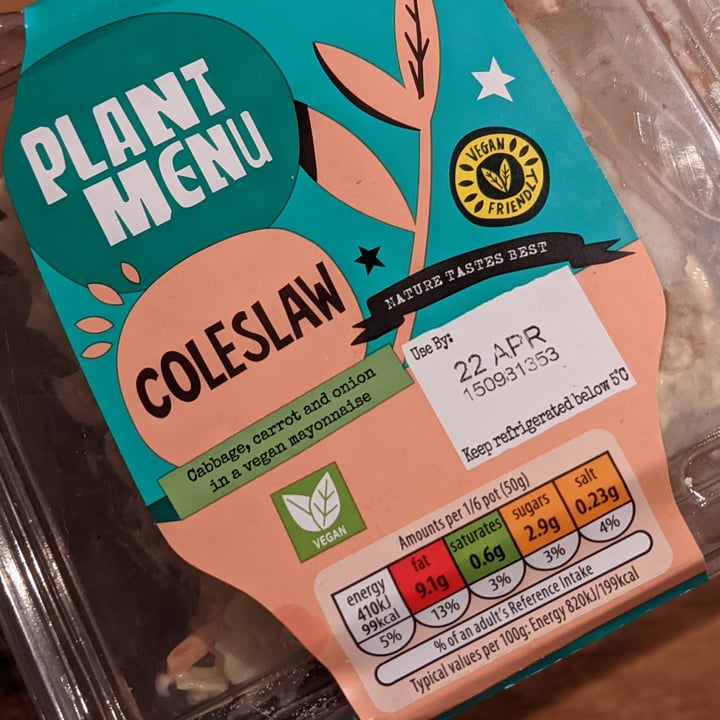 PLANT
MENU
VEGAN
FRIENDLY
NATURE TASTES BEST
COLESLAW
Cabbage, carrot and onion
in a vegan mayonnaise
Use By:
22 APR
150931353
Keep refrigerated below 5°C
VEGAN
Amounts per 1/6 pot (50g)
energy
410kJ
99kcal
5%
fat
9.1g
13%
saturates
0.6g
3%
sugars
2.9g
3%
salt
0.23g
4%
% of an adult's Reference Intake
Typical values per 100g: Energy 820kJ/199kcal